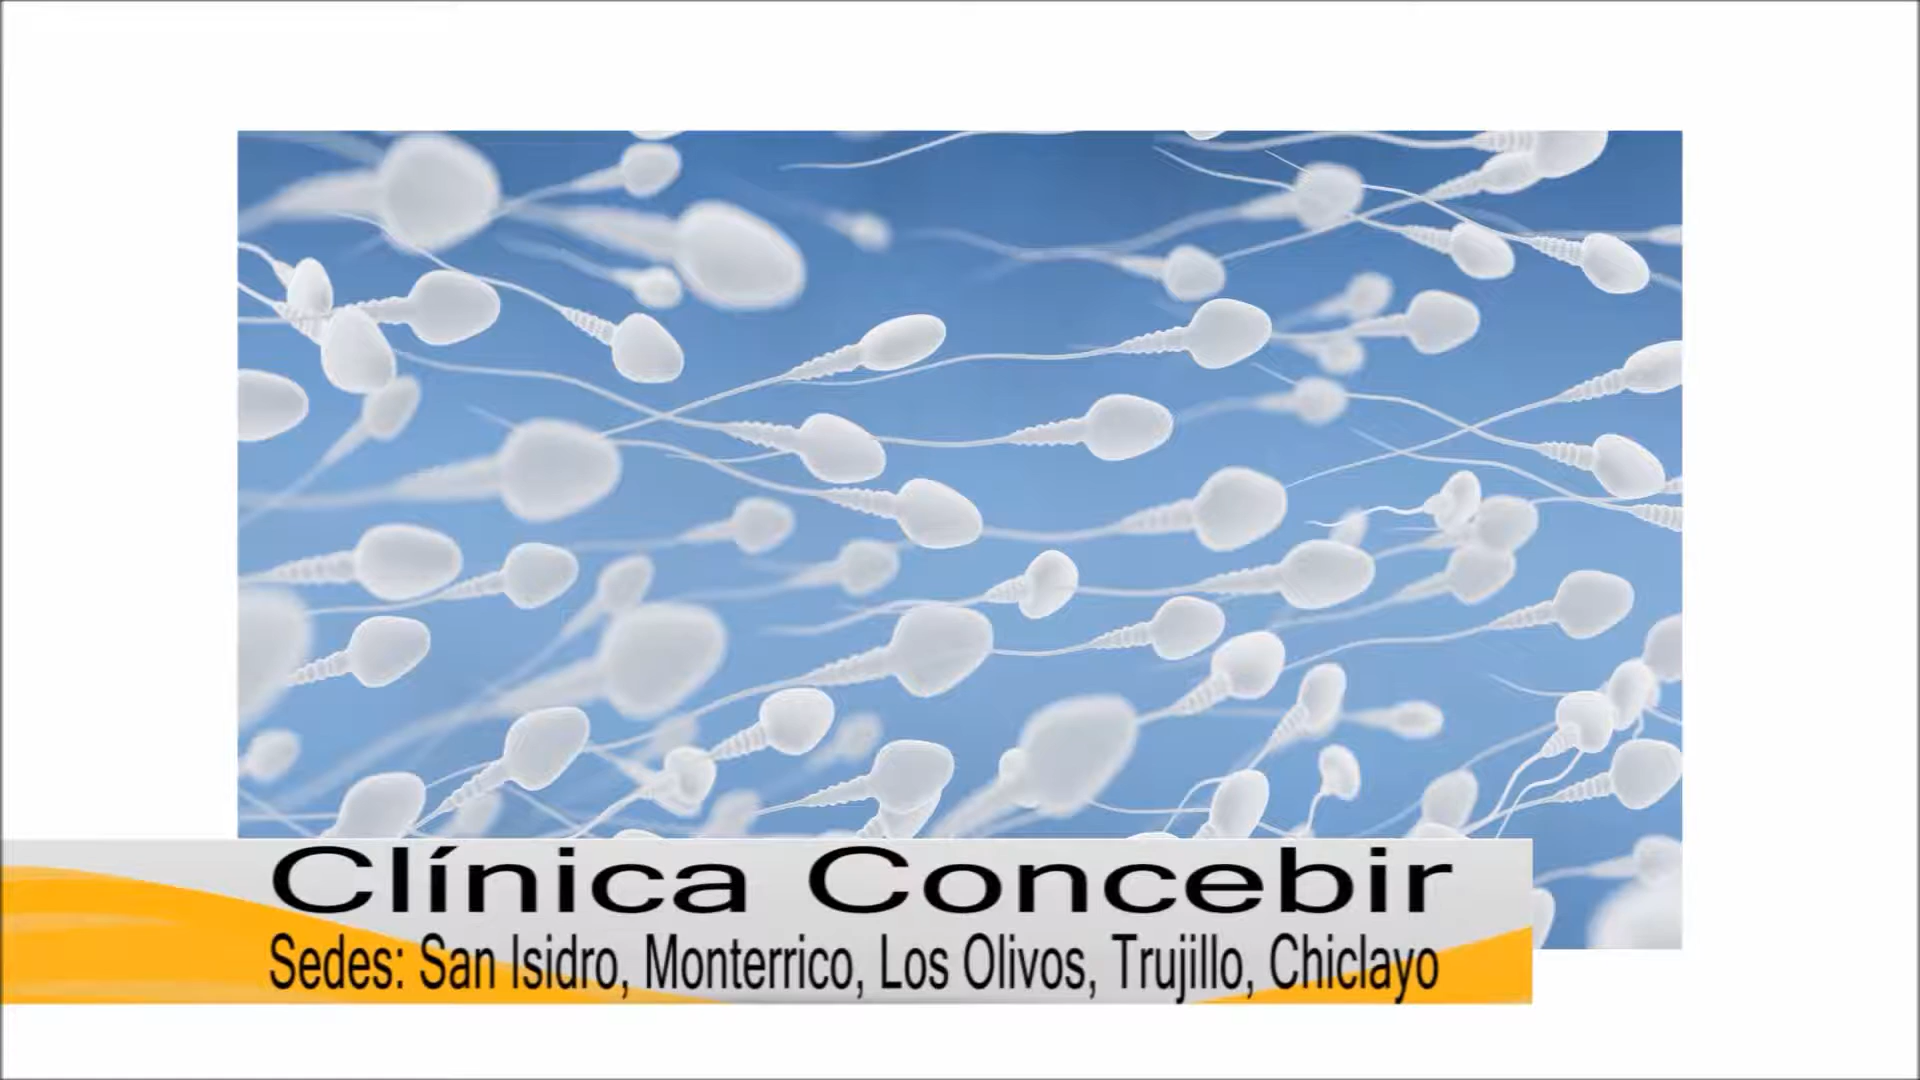 Clínica Concebir
Sedes: San Isidro, Monterrico, Los Olivos, Trujillo, Chiclayo